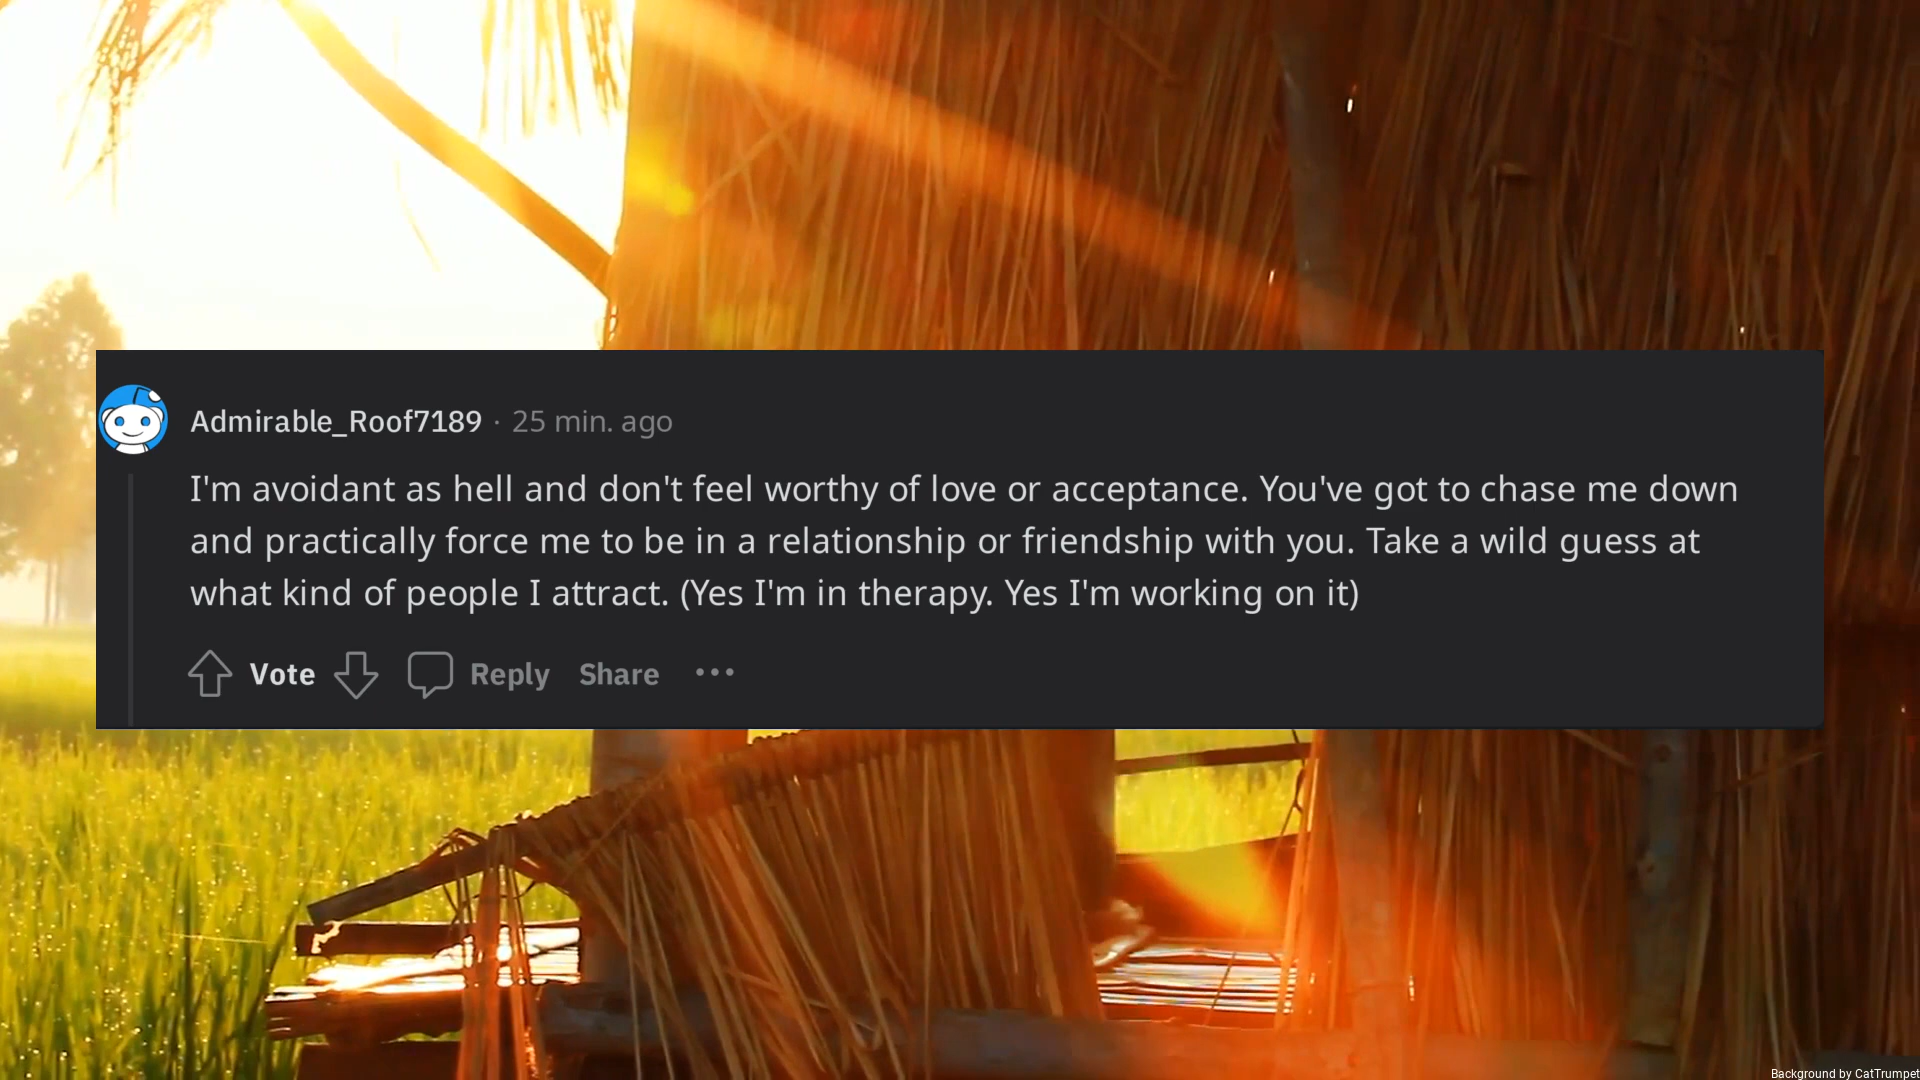 Admirable_Roof7189 · 25 min. ago
I'm avoidant as hell and don't feel worthy of love or acceptance. You've got to chase me down
and practically force me to be in a relationship or friendship with you. Take a wild guess at
what kind of people I attract. (Yes I'm in therapy. Yes I'm working on it)
Vote Reply Share ···
Background by CatTrumpet